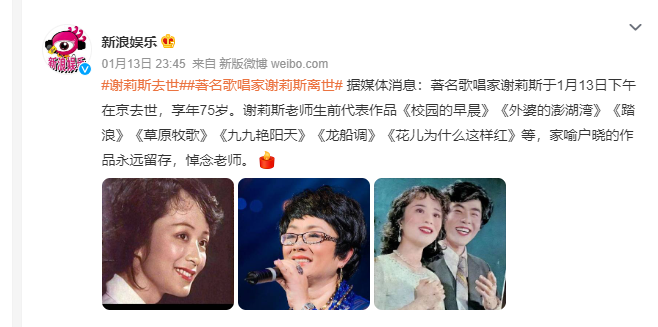 新浪娱乐
01月13日 23:45 来自 新版微博 weibo.com
#谢莉斯去世##著名歌唱家谢莉斯离世# 据媒体消息：著名歌唱家谢莉斯于1月13日下午
在京去世，享年75岁。谢莉斯老师生前代表作品《校园的早晨》《外婆的澎湖湾》《踏
浪》《草原牧歌》《九九艳阳天》《龙船调》《花儿为什么这样红》等，家喻户晓的作
品永远留存，悼念老师。